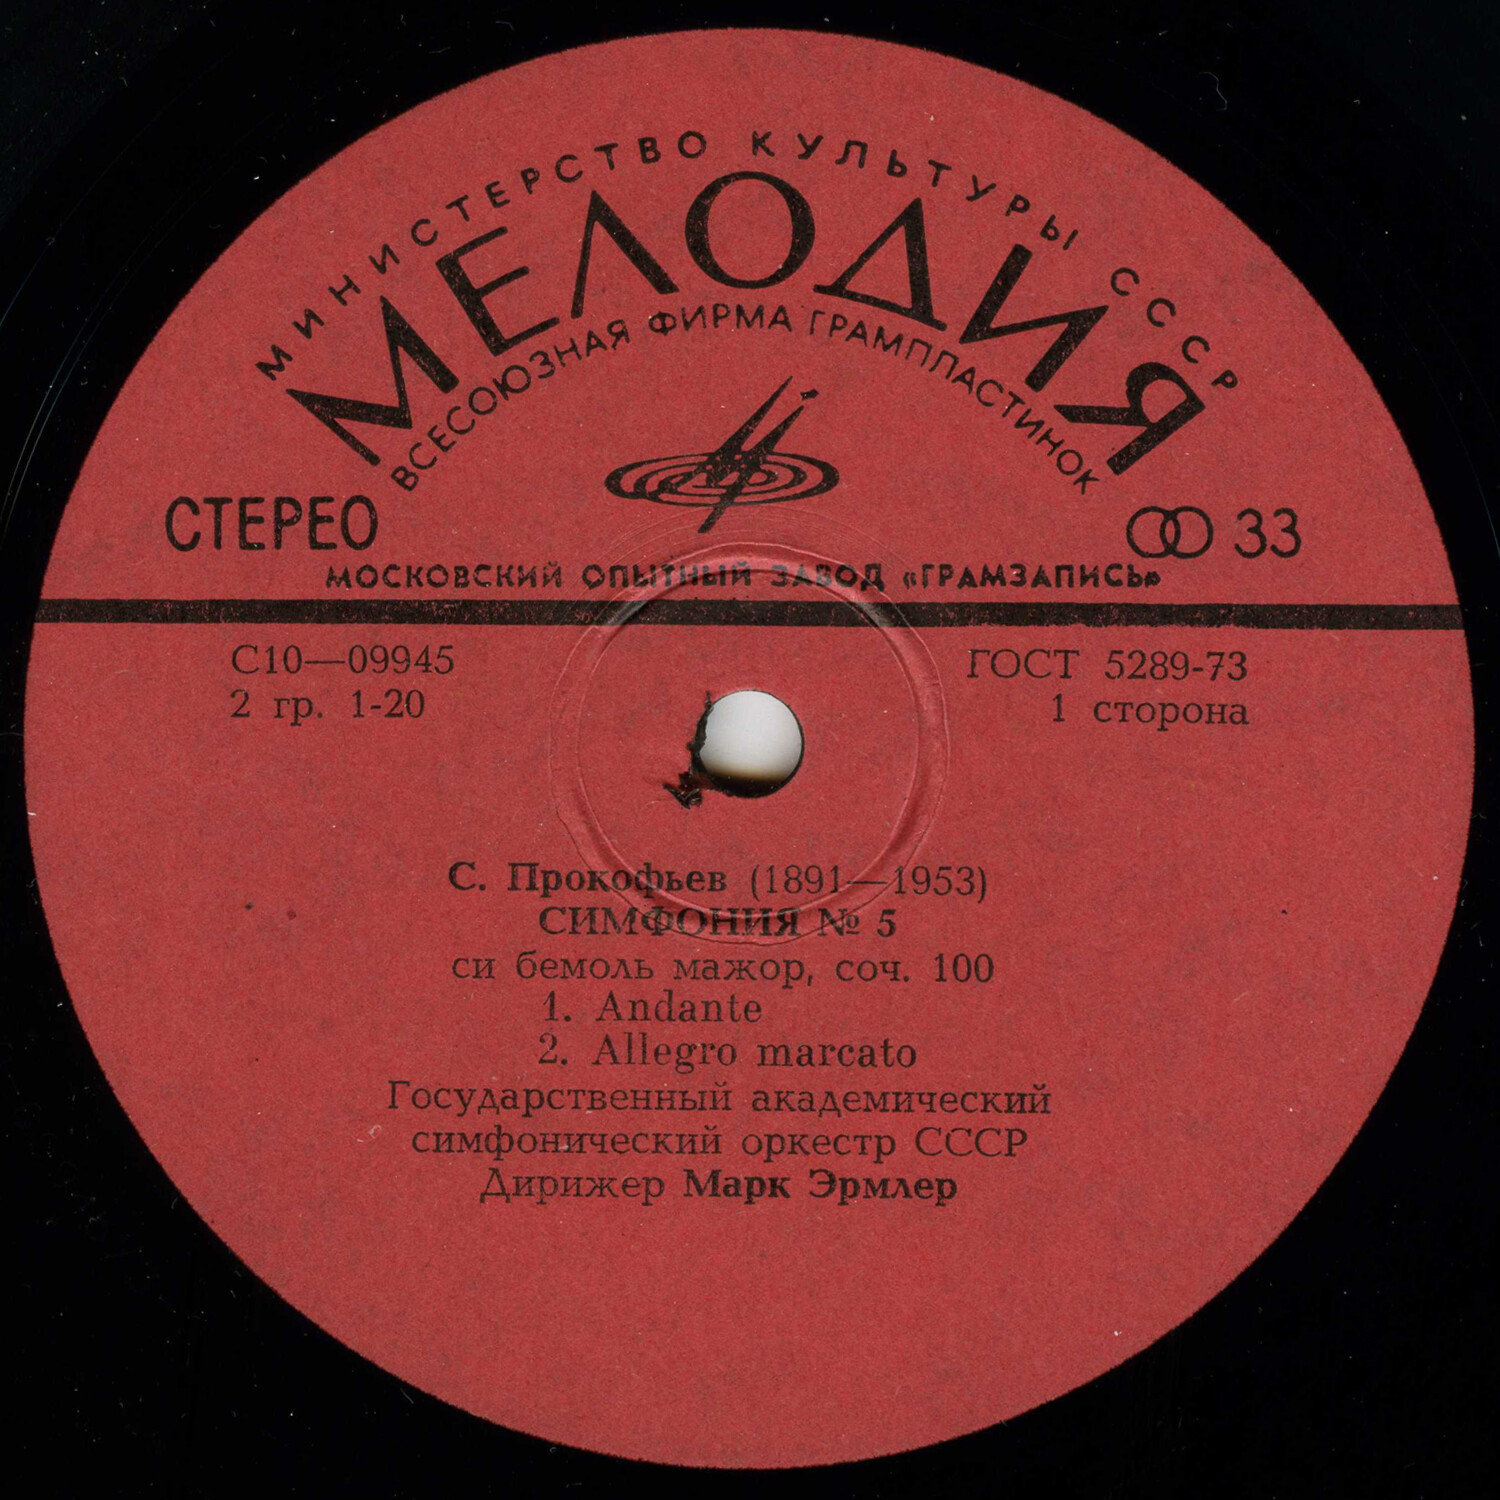 МИНИСТЕРСТВО КУЛЬТУРЫ СССР
МЕЛОДИЯ
ВСЕСОЮЗНАЯ ФИРМА ГРАМПЛАСТИНОК
СТЕРЕО
33
МОСКОВСКИЙ ОПЫТНЫЙ ЗАВОД «ГРАМЗАПИСЬ»
С10—09945
ГОСТ 5289-73
2 гр. 1-20
1 сторона
С. Прокофьев (1891—1953)
СИМФОНИЯ № 5
си бемоль мажор, соч. 100
1. Andante
2. Allegro marcato
Государственный академический
симфонический оркестр СССР
Дирижер Марк Эрмлер